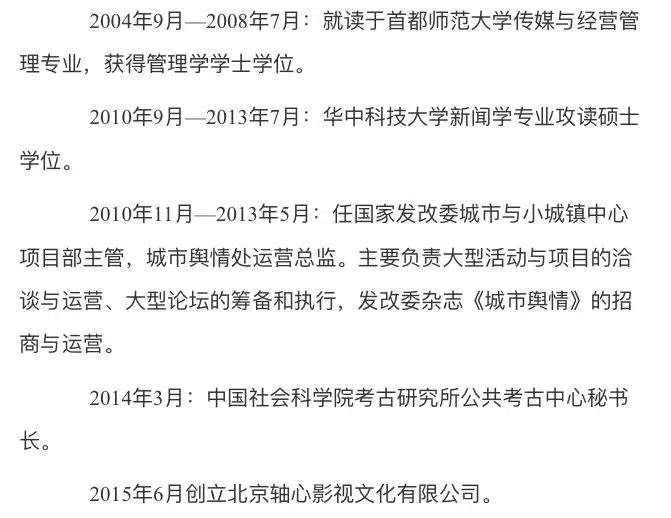 2004年9月—2008年7月：就读于首都师范大学传媒与经营管
理专业，获得管理学学士学位。
2010年9月—2013年7月：华中科技大学新闻学专业攻读硕士
学位。
2010年11月—2013年5月：任国家发改委城市与小城镇中心
项目部主管，城市舆情处运营总监。主要负责大型活动与项目的洽
谈与运营、大型论坛的筹备和执行，发改委杂志《城市舆情》的招
商与运营。
2014年3月：中国社会科学院考古研究所公共考古中心秘书
长。
2015年6月创立北京轴心影视文化有限公司。